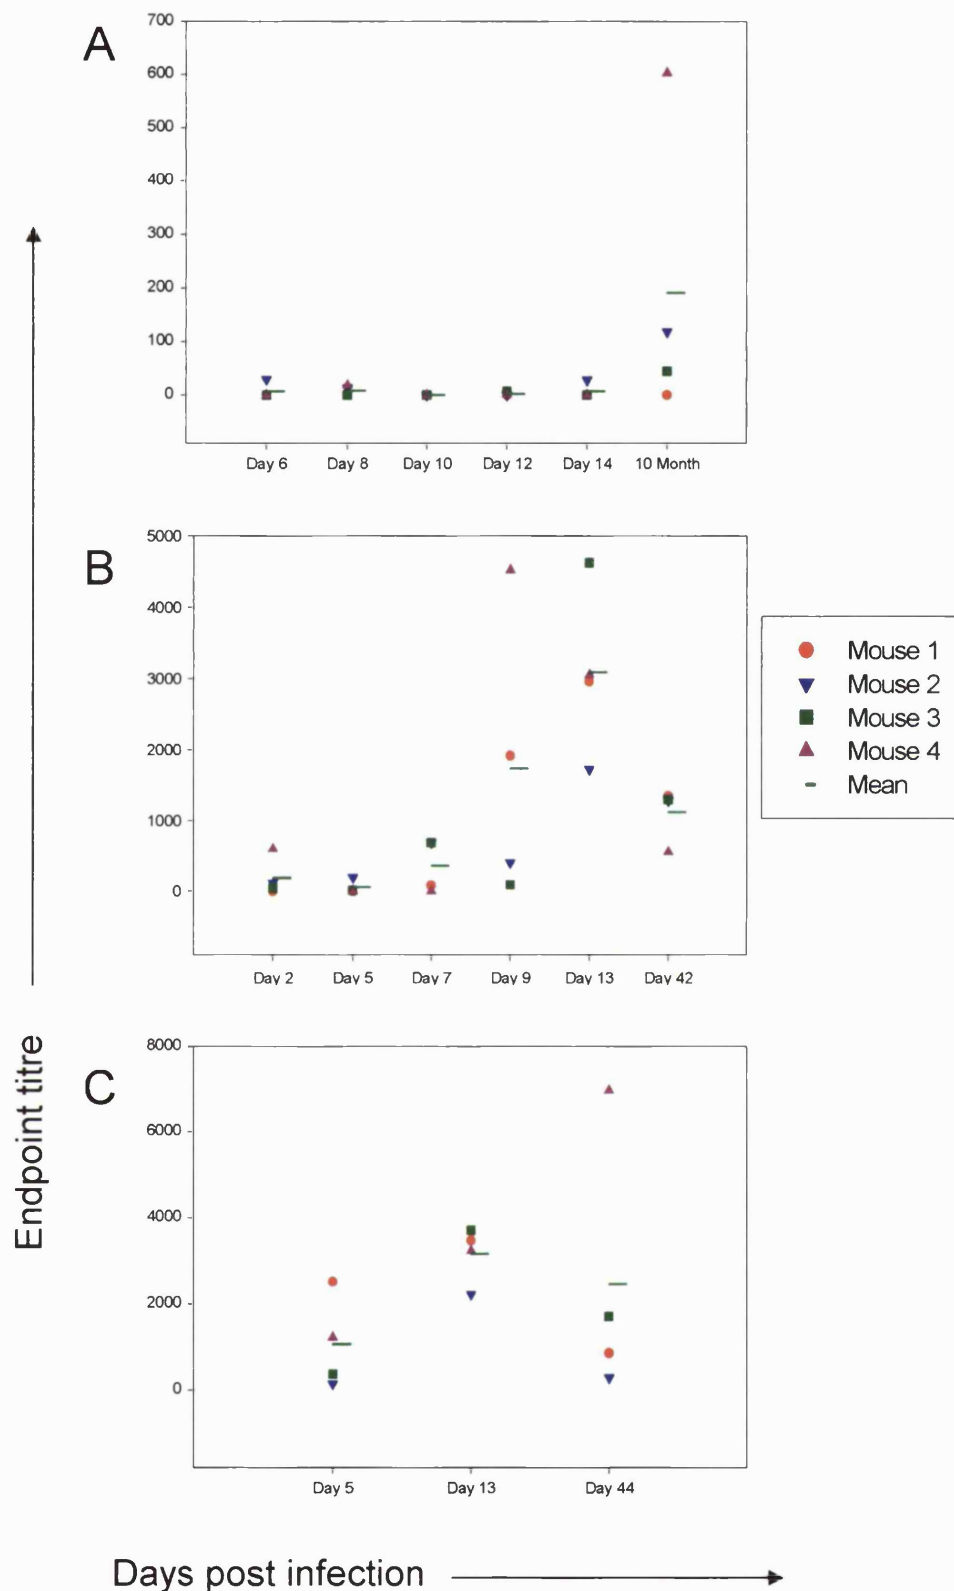 A
700
600
500
400
300
200
100
0
Day 6 Day 8 Day 10 Day 12 Day 14 10 Month
B
5000
4000
3000
2000
1000
0
Day 2 Day 5 Day 7 Day 9 Day 13 Day 42
Mouse 1
Mouse 2
Mouse 3
Mouse 4
Mean
C
8000
6000
4000
2000
0
Day 5 Day 13 Day 44
Endpoint titre
Days post infection